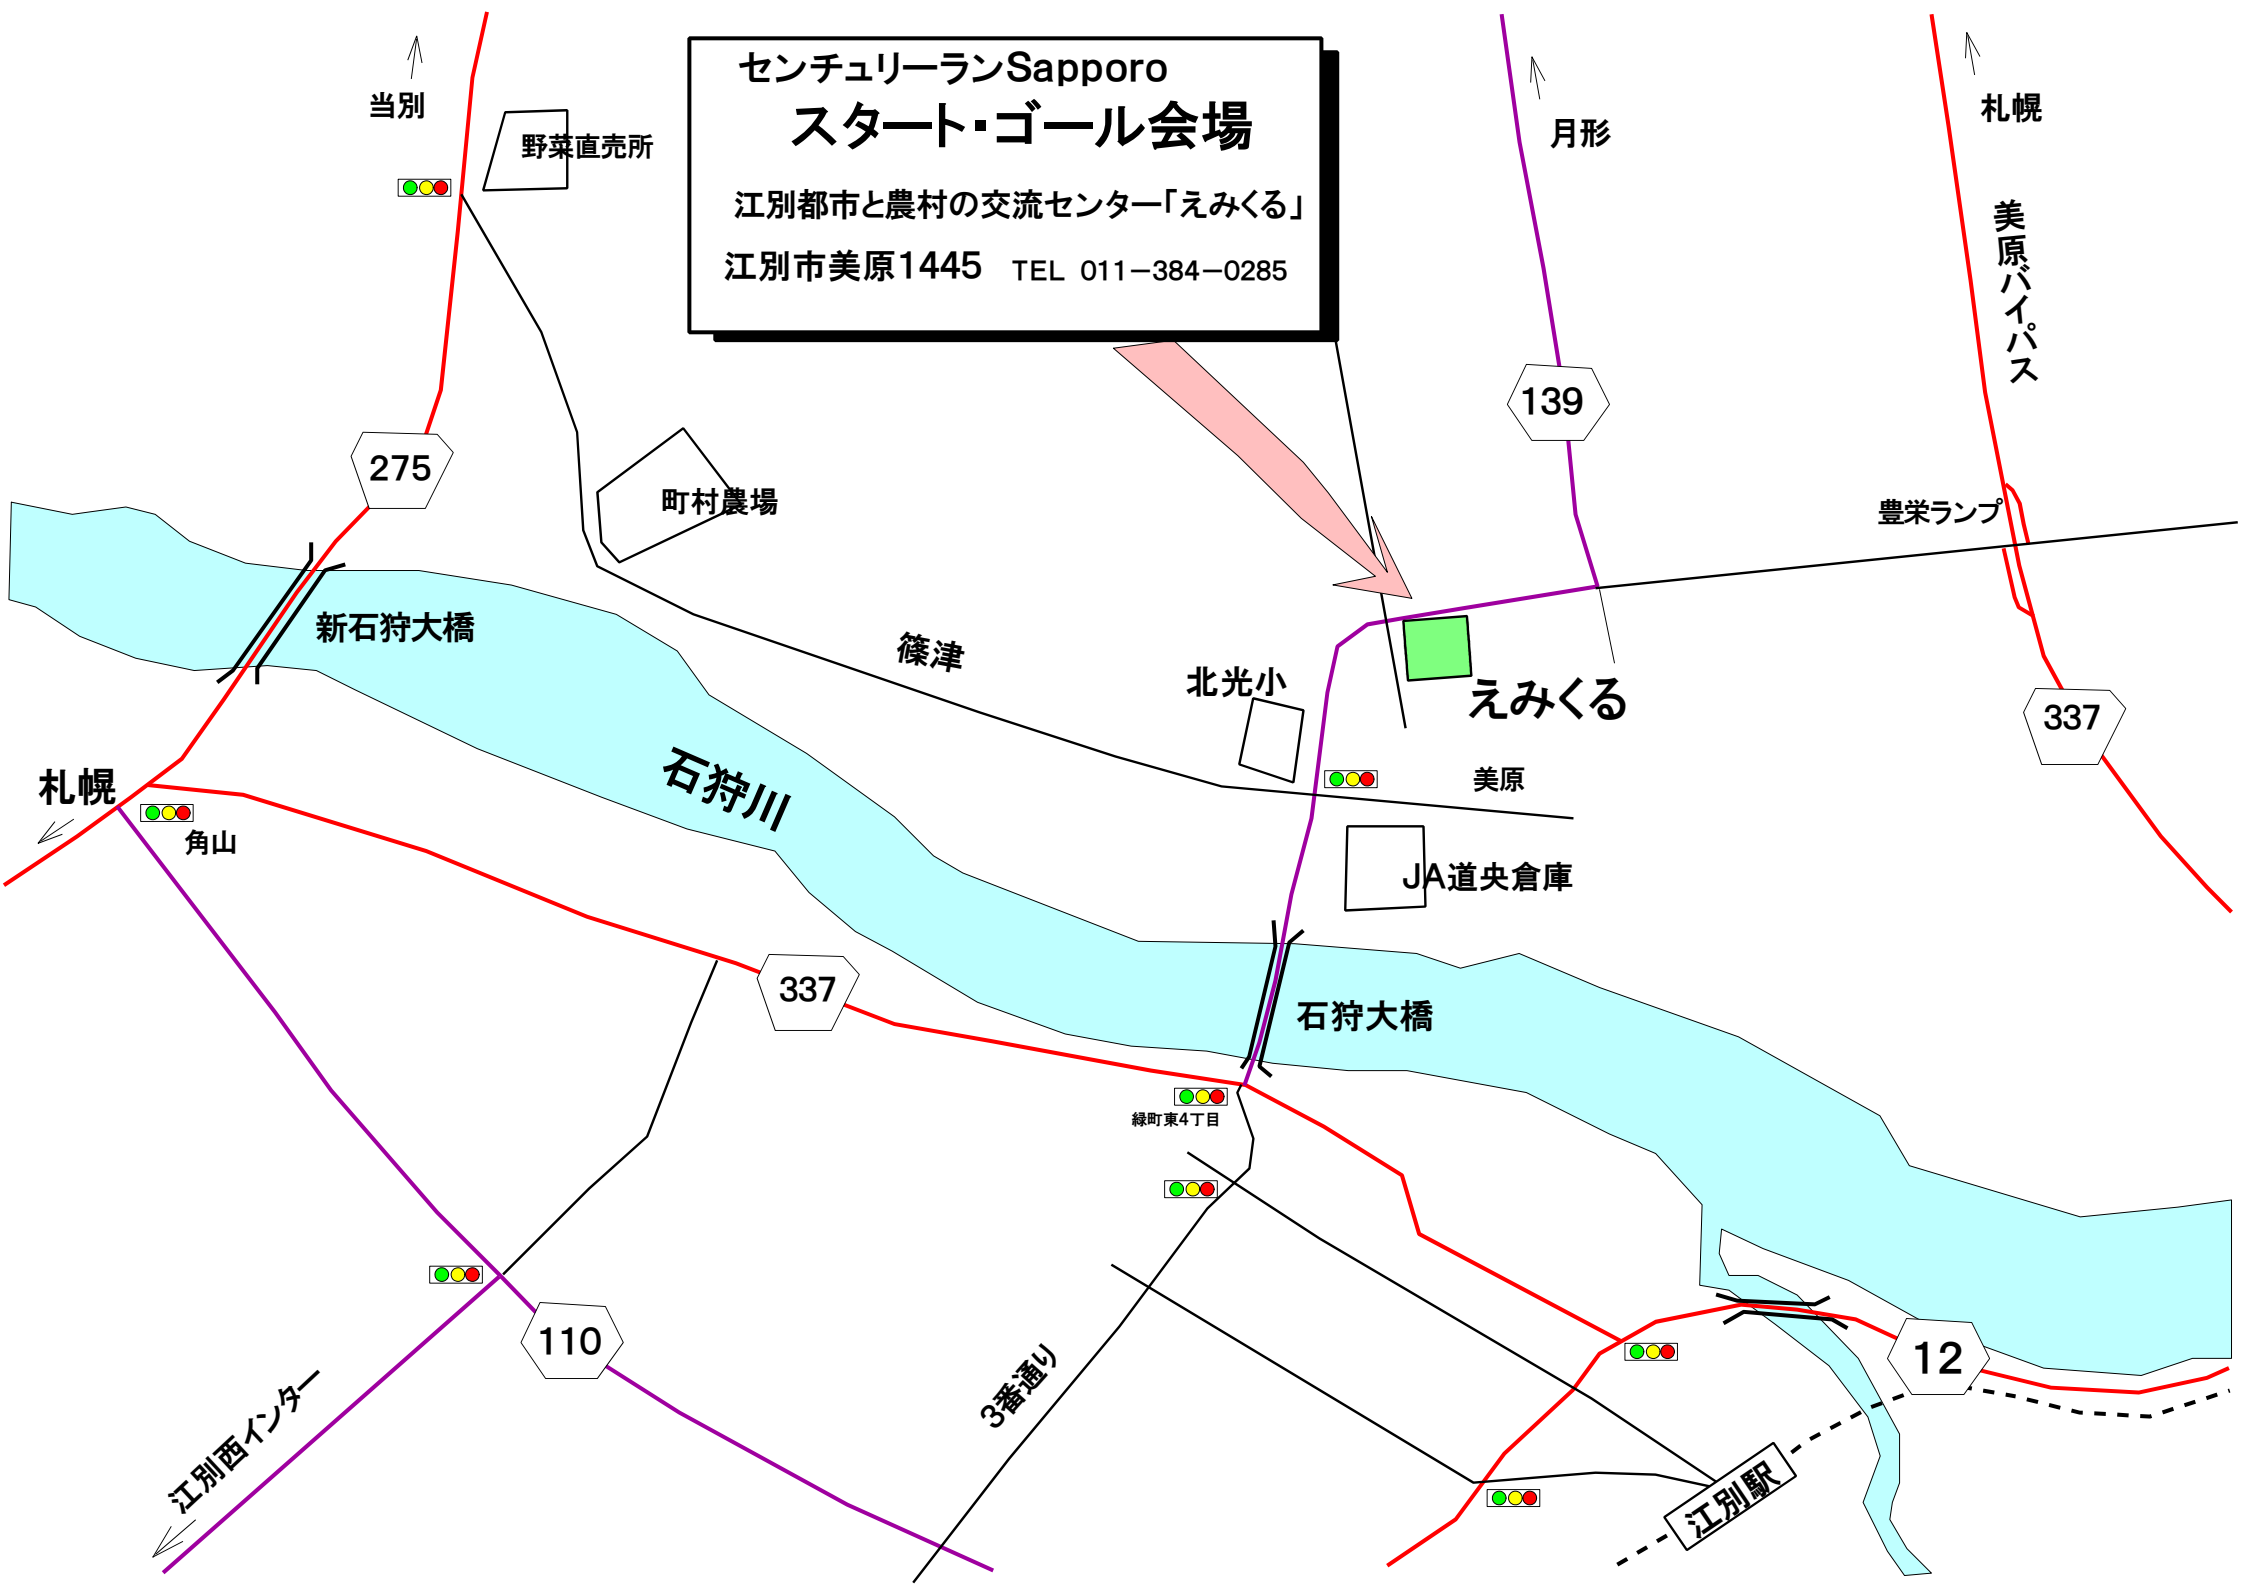 センチュリーランSapporo
スタート・ゴール会場
江別都市と農村の交流センター「えみくる」
江別市美原1445 TEL 011－384－0285
当別
野菜直売所
月形
札幌
美原バイパス
139
275
町村農場
豊栄ランプ
新石狩大橋
篠津
北光小
えみくる
337
札幌
石狩川
美原
角山
JA道央倉庫
337
石狩大橋
緑町東4丁目
110
12
3番通り
江別西インター
江別駅